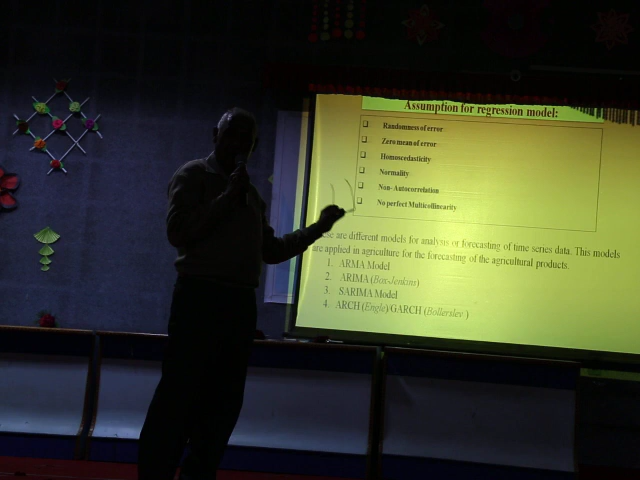 Assumption for regression model:
Randomness of error
Zero mean of error
Homoscedasticity
Normality
Non- Autocorrelation
No perfect Multicollinearity
ese are different models for analysis or forecasting of time series data. This models
are applied in agriculture for the forecasting of the agricultural products.
1. ARMA Model
2. ARIMA (Box-Jenkins)
3. SARIMA Model
4. ARCH (Engle)/GARCH (Bollerslev )